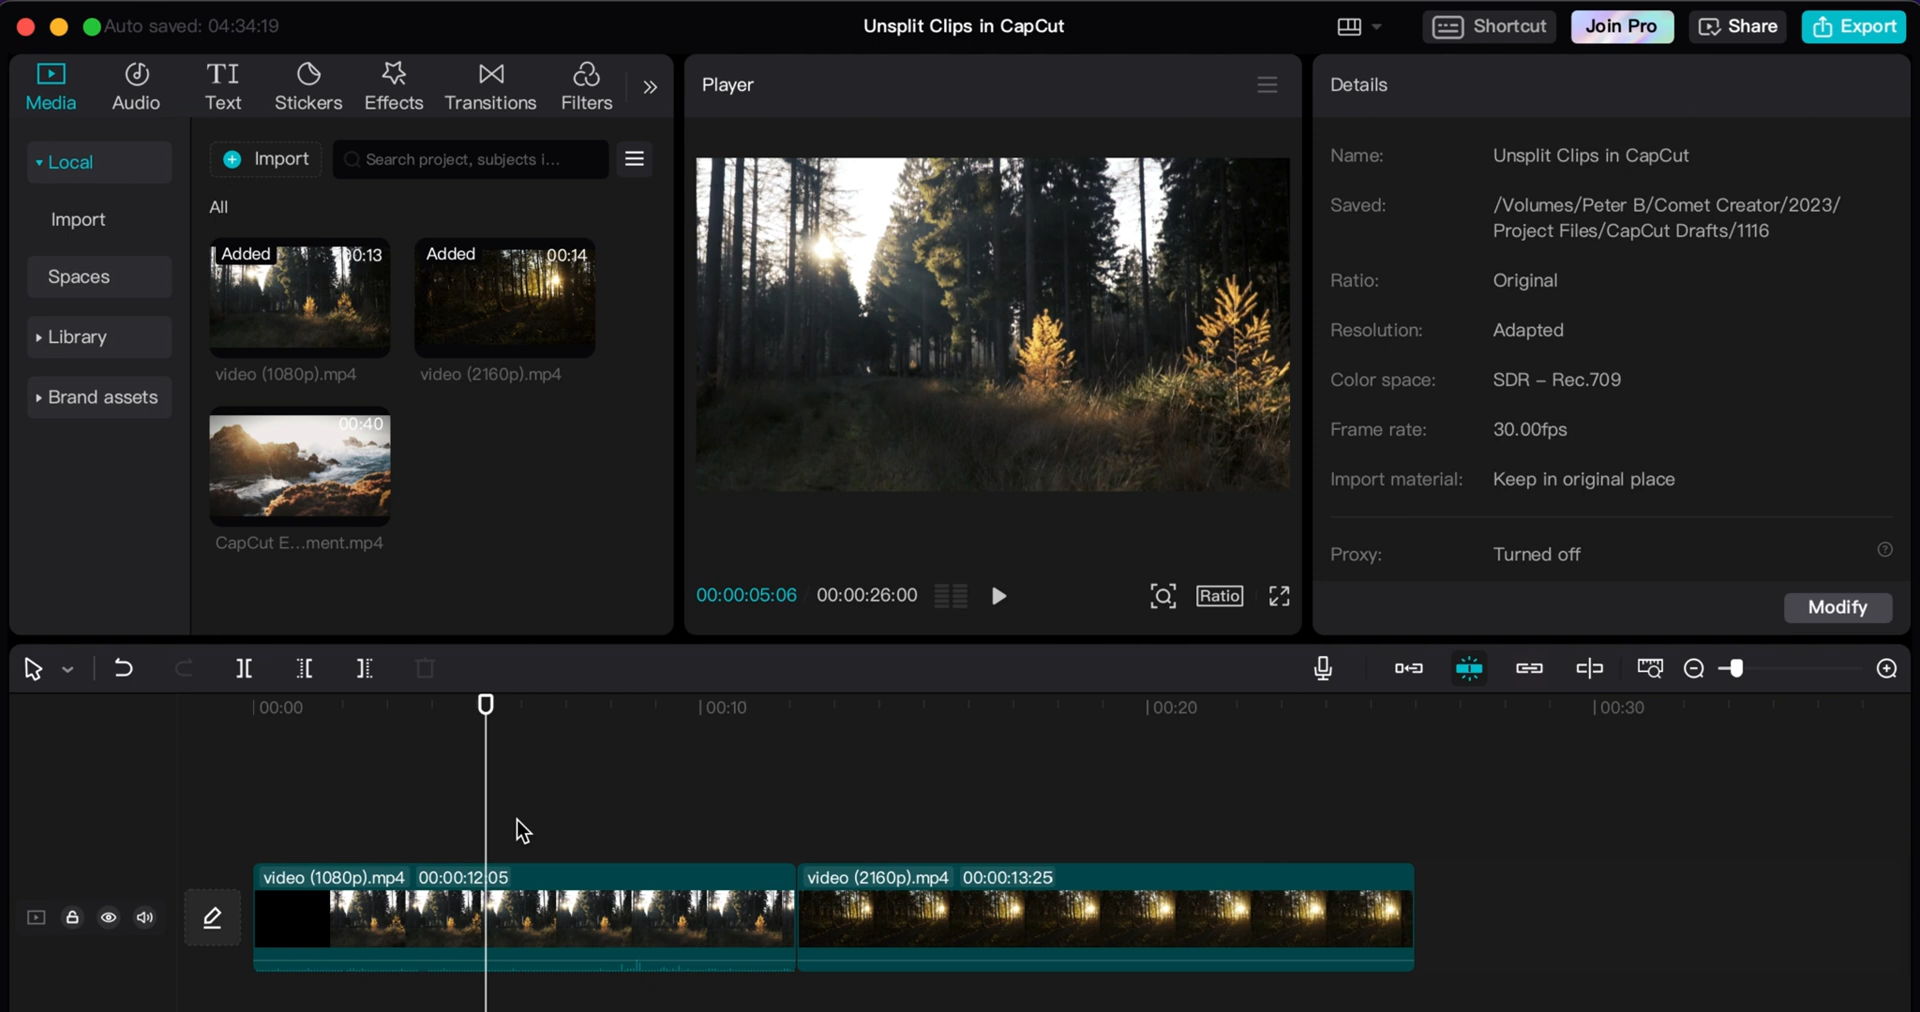 Auto saved: 04:34:19
Unsplit Clips in CapCut
Shortcut
Join Pro
Share
Export
Media
Audio
TI
Text
Stickers
Effects
Transitions
Filters
Local
Import
Spaces
Library
Brand assets
Import
Search project, subjects i...
All
Added
00:13
video (1080p).mp4
Added
00:14
video (2160p).mp4
00:40
CapCut E...ment.mp4
Player
00:00:05:06
00:00:26:00
Ratio
Details
Name: Unsplit Clips in CapCut
Saved: /Volumes/Peter B/Comet Creator/2023/
Project Files/CapCut Drafts/1116
Ratio: Original
Resolution: Adapted
Color space: SDR – Rec.709
Frame rate: 30.00fps
Import material: Keep in original place
Proxy: Turned off
Modify
00:00
00:10
00:20
00:30
video (1080p).mp4 00:00:12:05
video (2160p).mp4 00:00:13:25